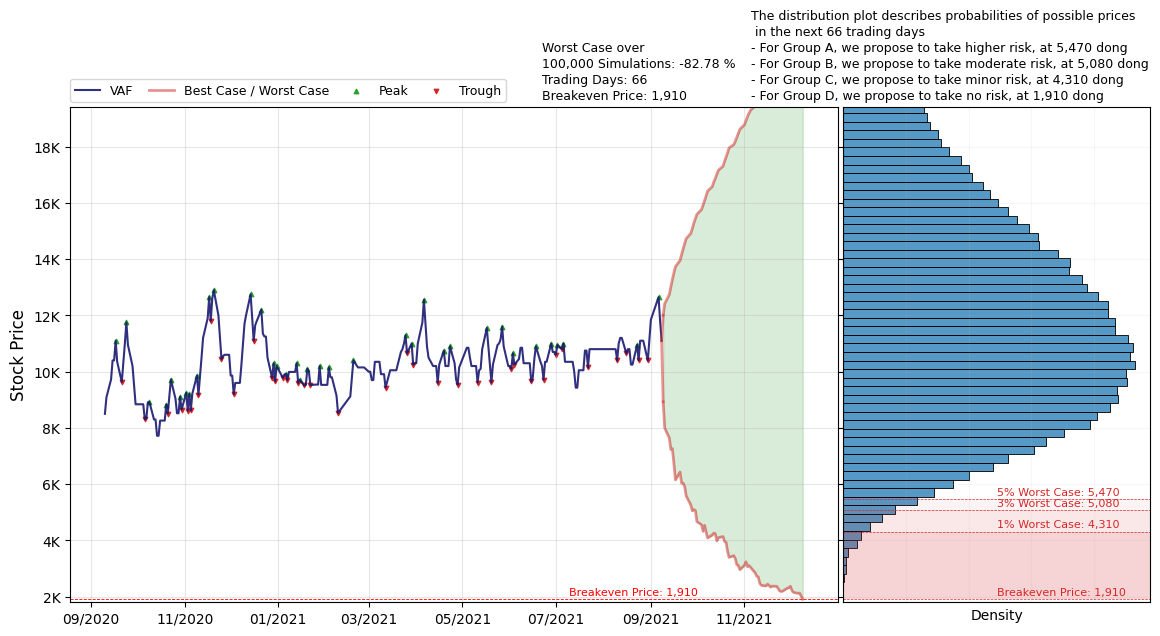 The distribution plot describes probabilities of possible prices
in the next 66 trading days
- For Group A, we propose to take higher risk, at 5,470 dong
- For Group B, we propose to take moderate risk, at 5,080 dong
- For Group C, we propose to take minor risk, at 4,310 dong
- For Group D, we propose to take no risk, at 1,910 dong
Worst Case over
100,000 Simulations: -82.78 %
Trading Days: 66
Breakeven Price: 1,910
VAF
Best Case / Worst Case
Peak
Trough
Stock Price
18K
16K
14K
12K
10K
8K
6K
4K
2K
Breakeven Price: 1,910
09/2020
11/2020
01/2021
03/2021
05/2021
07/2021
09/2021
11/2021
5% Worst Case: 5,470
3% Worst Case: 5,080
1% Worst Case: 4,310
Breakeven Price: 1,910
Density